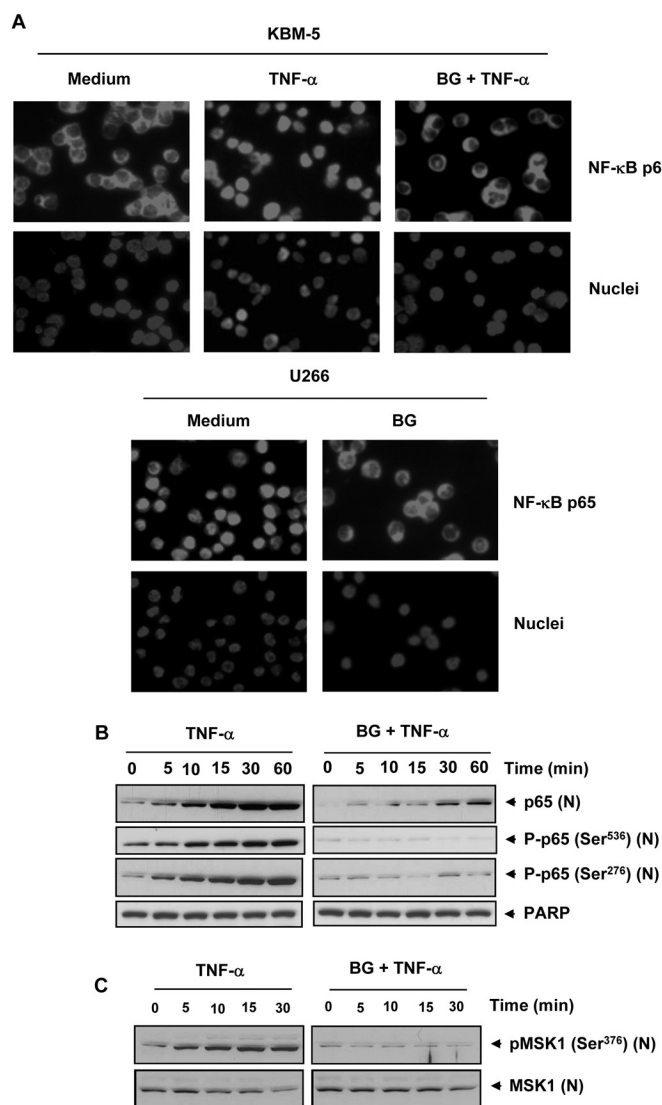 A
KBM-5
Medium TNF-α BG + TNF-α
NF-κB p6
Nuclei
U266
Medium BG
NF-κB p65
Nuclei
B
TNF-α BG + TNF-α
0 5 10 15 30 60 0 5 10 15 30 60 Time (min)
p65 (N)
P-p65 (Ser⁵³⁶) (N)
P-p65 (Ser²⁷⁶) (N)
PARP
C
TNF-α BG + TNF-α
0 5 10 15 30 0 5 10 15 30 Time (min)
pMSK1 (Ser³⁷⁶) (N)
MSK1 (N)